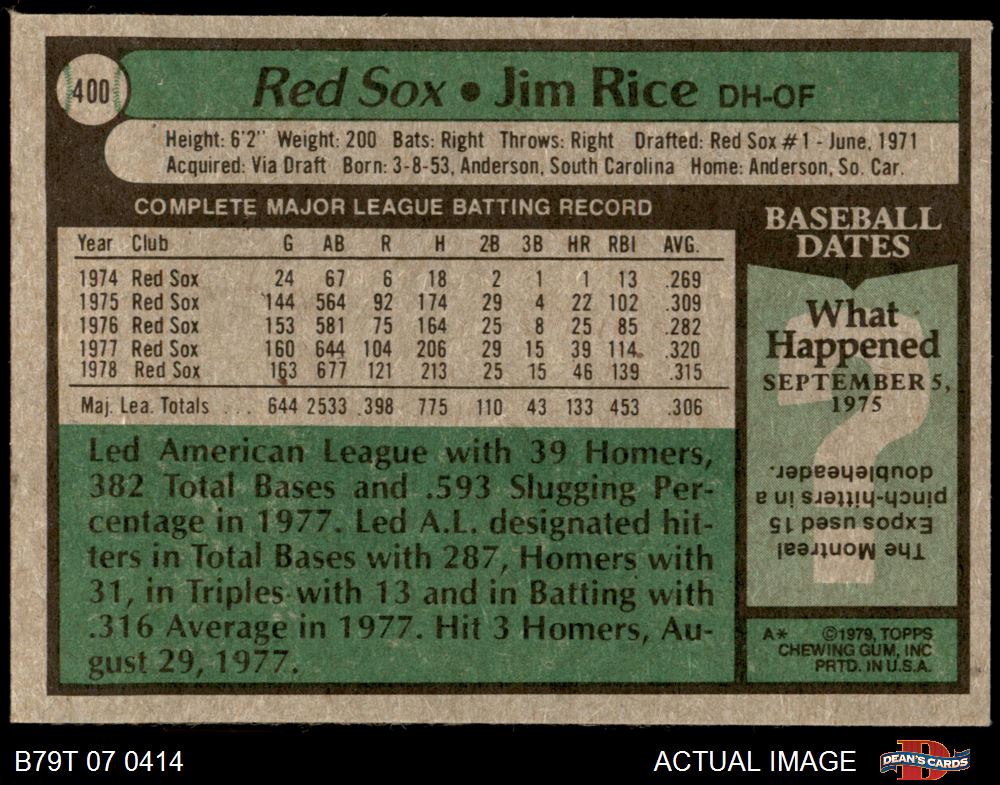 400
Red Sox • Jim Rice DH-OF
Height: 6'2" Weight: 200 Bats: Right Throws: Right Drafted: Red Sox #1 - June, 1971
Acquired: Via Draft Born: 3-8-53, Anderson, South Carolina Home: Anderson, So. Car.
COMPLETE MAJOR LEAGUE BATTING RECORD
Year Club G AB R H 2B 3B HR RBI AVG.
1974 Red Sox 24 67 6 18 2 1 1 13 .269
1975 Red Sox 144 564 92 174 29 4 22 102 .309
1976 Red Sox 153 581 75 164 25 8 25 85 .282
1977 Red Sox 160 644 104 206 29 15 39 114 .320
1978 Red Sox 163 677 121 213 25 15 46 139 .315
Maj. Lea. Totals ... 644 2533 398 775 110 43 133 453 .306
Led American League with 39 Homers,
382 Total Bases and .593 Slugging Per-
centage in 1977. Led A.L. designated hit-
ters in Total Bases with 287, Homers with
31, in Triples with 13 and in Batting with
.316 Average in 1977. Hit 3 Homers, Au-
gust 29, 1977.
BASEBALL
DATES
What
Happened
SEPTEMBER 5,
1975
?
The Montreal
Expos used 15
pinch-hitters in a
doubleheader.
A* ©1979, TOPPS
CHEWING GUM, INC
PRTD. IN U.S.A.
B79T 07 0414
ACTUAL IMAGE
D
DEAN'S CARDS